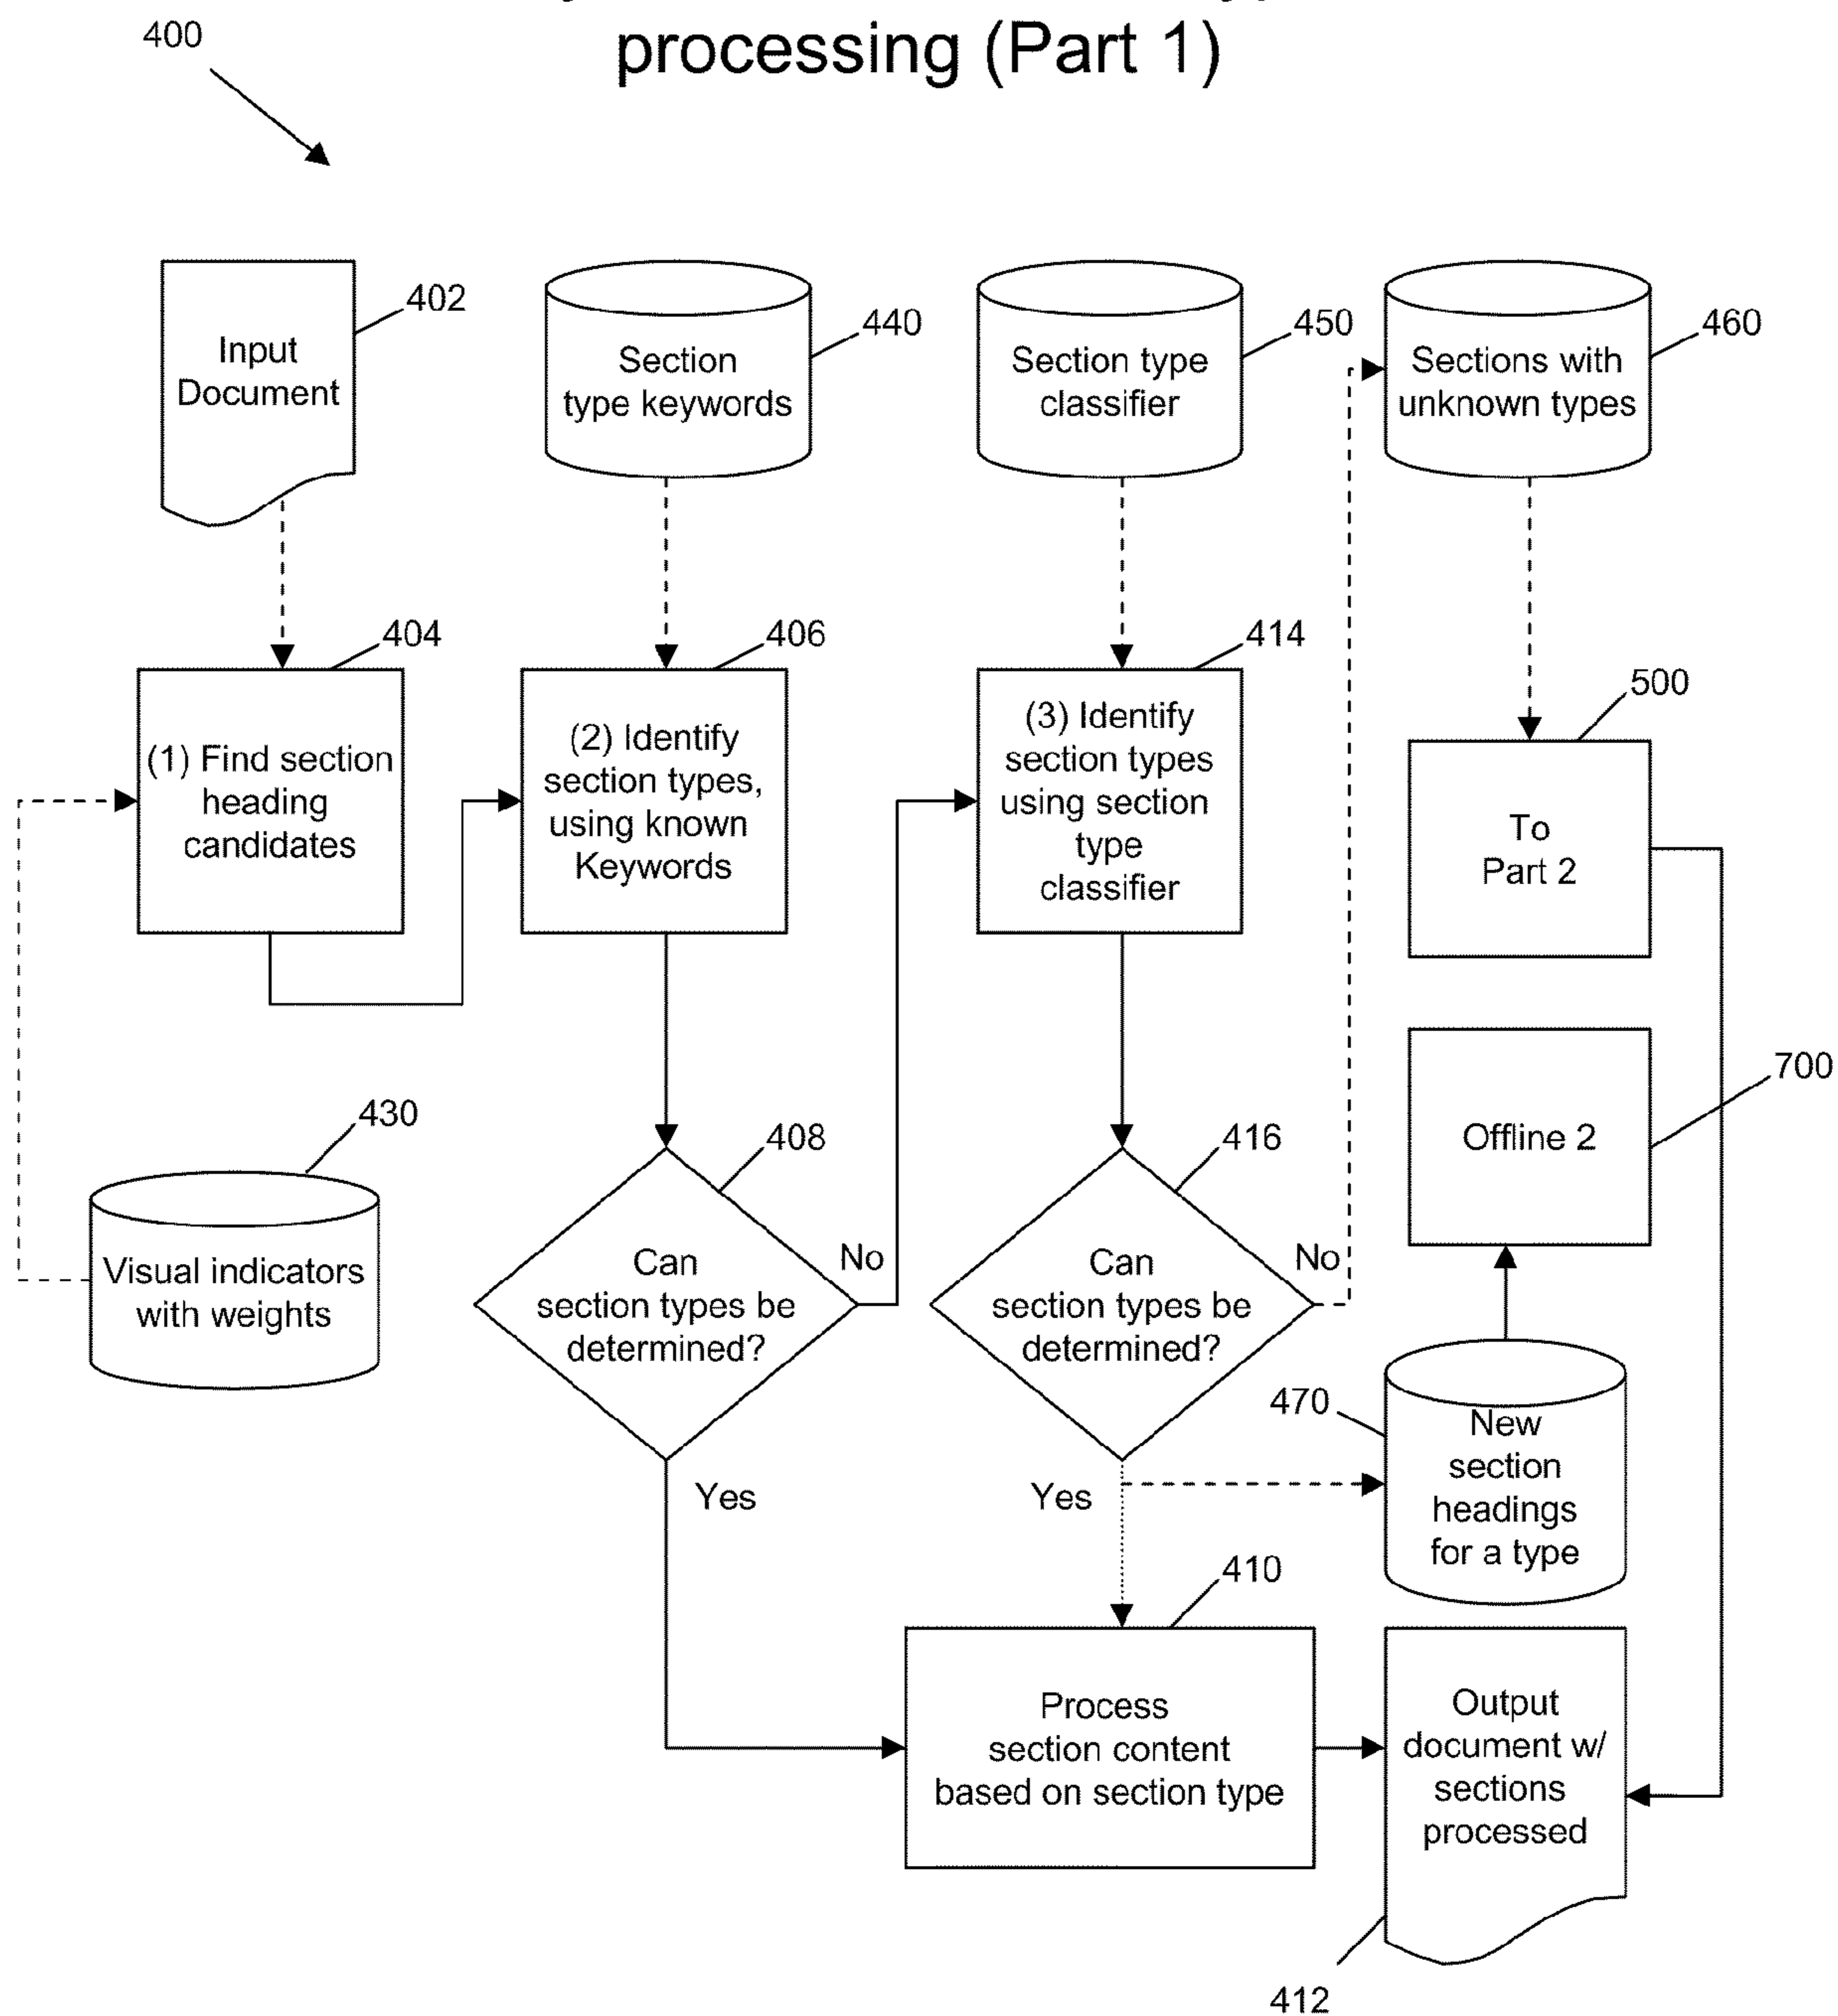 processing (Part 1)
400
402
Input
Document
440
Section
type keywords
450
Section type
classifier
460
Sections with
unknown types
404
(1) Find section
heading
candidates
406
(2) Identify
section types,
using known
Keywords
414
(3) Identify
section types
using section
type
classifier
500
To
Part 2
700
Offline 2
430
Visual indicators
with weights
408
Can
section types be
determined?
No
Yes
416
Can
section types be
determined?
No
Yes
470
New
section
headings
for a type
410
Process
section content
based on section type
Output
document w/
sections
processed
412